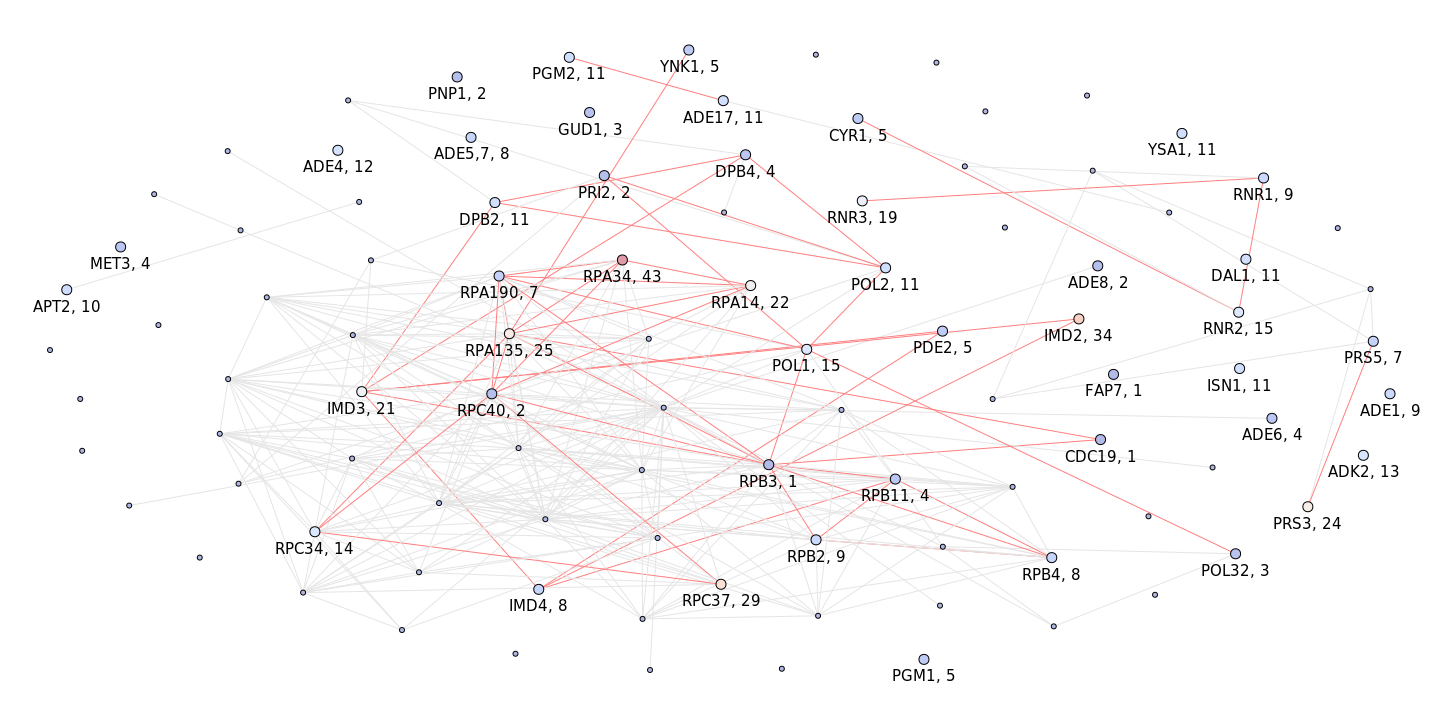 YNK1, 5
PGM2, 11
PNP1, 2
ADE17, 11
GUD1, 3
CYR1, 5
ADE5,7, 8
YSA1, 11
ADE4, 12
DPB4, 4
PRI2, 2
RNR1, 9
DPB2, 11
RNR3, 19
MET3, 4
RPA34, 43
DAL1, 11
ADE8, 2
POL2, 11
RPA190, 7
RPA14, 22
APT2, 10
RNR2, 15
IMD2, 34
PDE2, 5
RPA135, 25
PRS5, 7
POL1, 15
ISN1, 11
FAP7, 1
IMD3, 21
RPC40, 2
ADE1, 9
ADE6, 4
CDC19, 1
ADK2, 13
RPB3, 1
RPB11, 4
PRS3, 24
RPC34, 14
RPB2, 9
POL32, 3
RPB4, 8
RPC37, 29
IMD4, 8
PGM1, 5